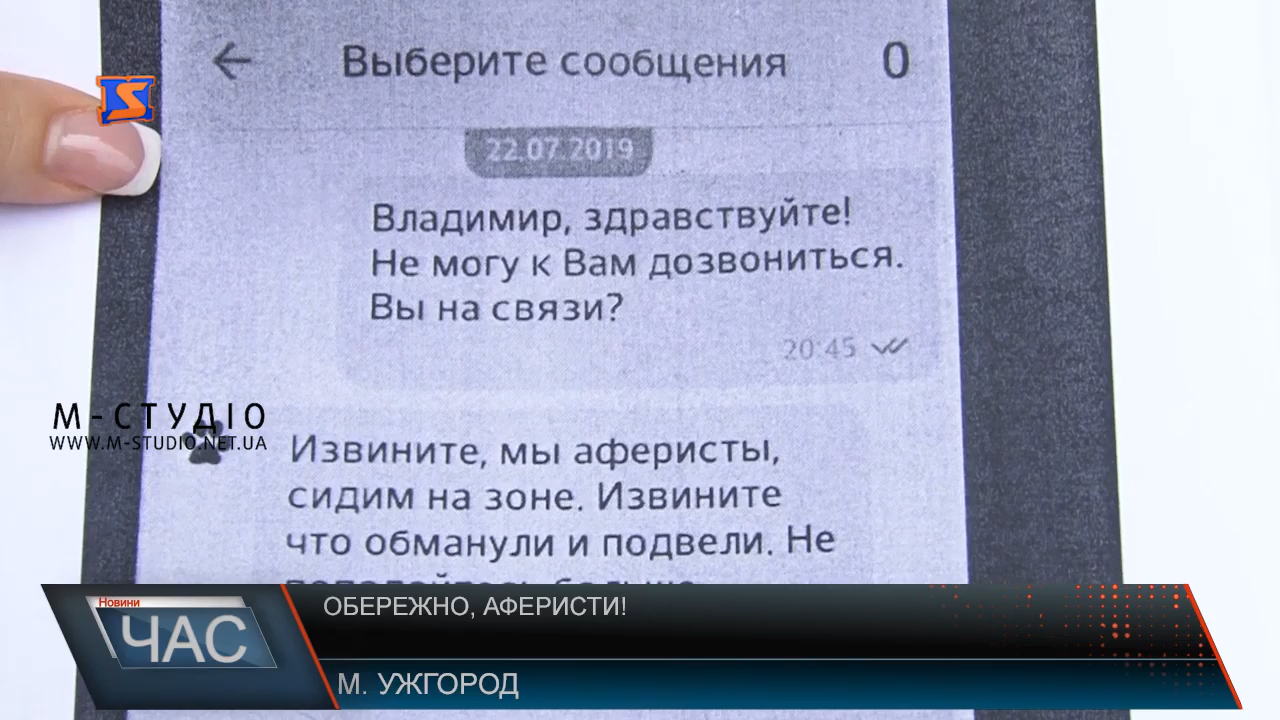 Выберите сообщения 0
22.07.2019
Владимир, здравствуйте!
Не могу к Вам дозвониться.
Вы на связи?
20:45
М-СТУДІО
WWW.M-STUDIO.NET.UA
Извините, мы аферисты,
сидим на зоне. Извините
что обманули и подвели. Не
Новини
ЧАС
ОБЕРЕЖНО, АФЕРИСТИ!
М. УЖГОРОД